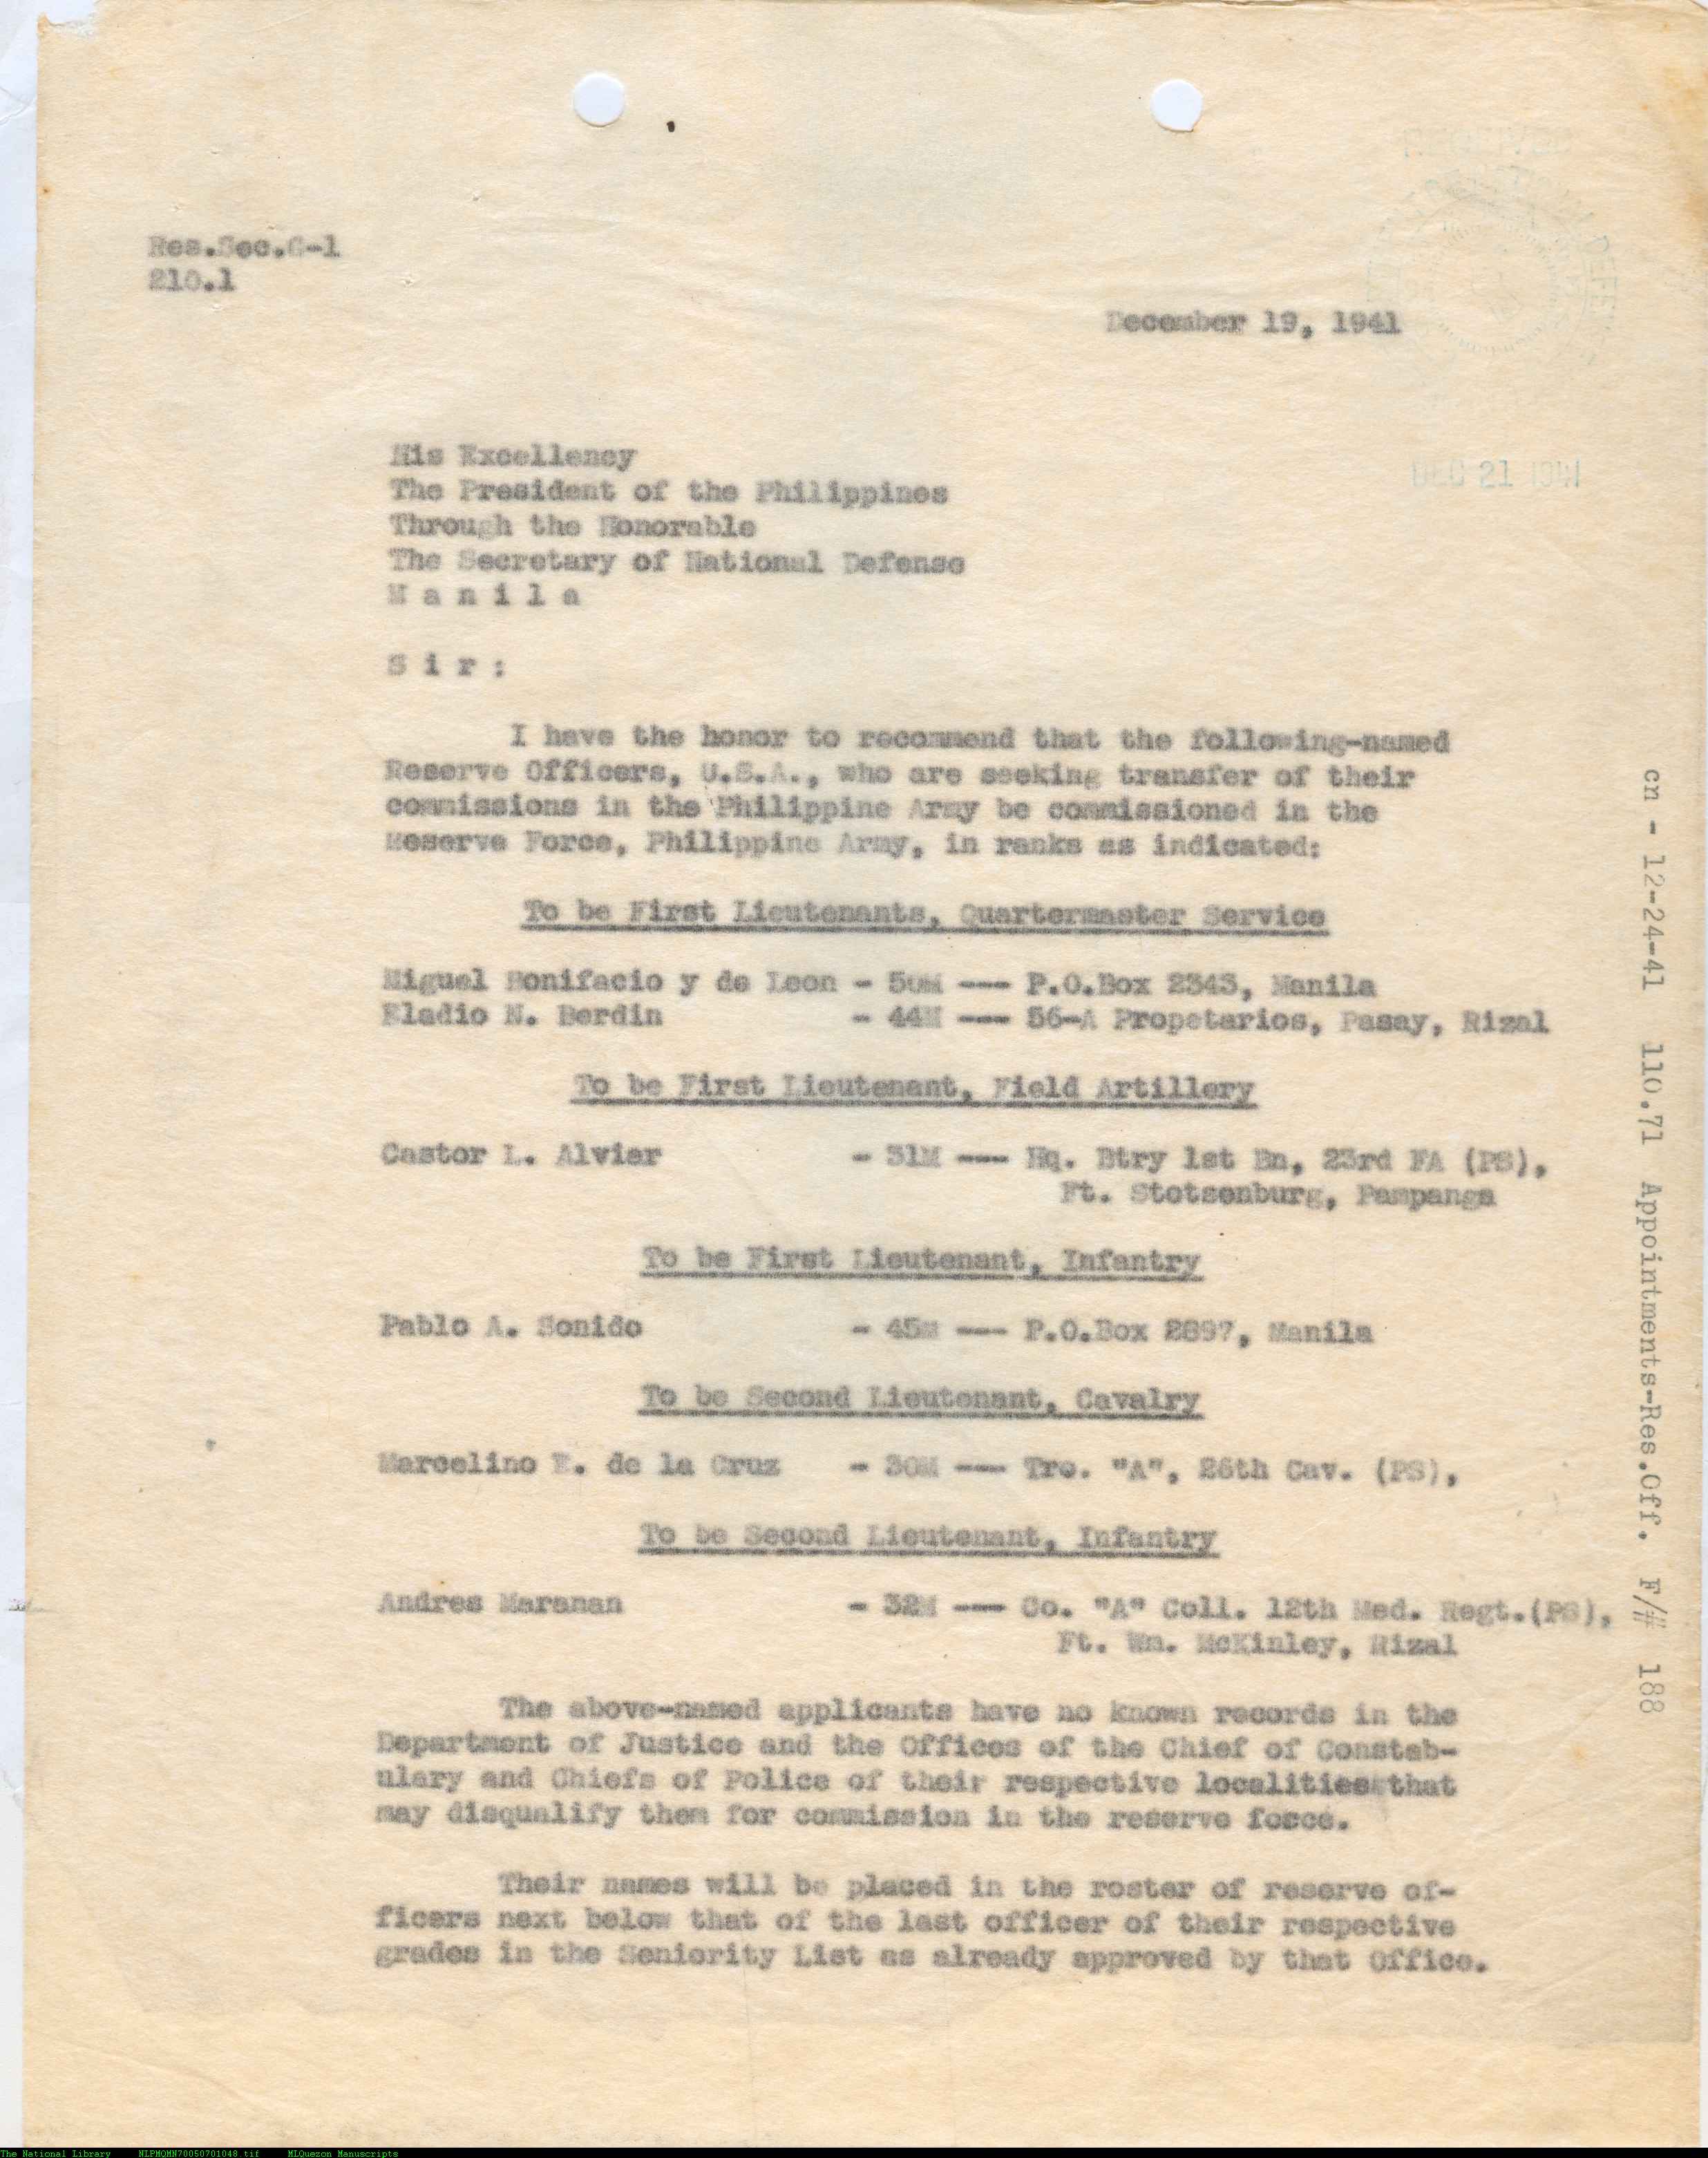 Res.Sec.G-1
210.1
December 19, 1941
DEC 21 1941
His Excellency
The President of the Philippines
Through the Honorable
The Secretary of National Defense
M a n i l a
S i r :
I have the honor to recommend that the following-named
Reserve Officers, U.S.A., who are seeking transfer of their
commissions in the Philippine Army be commissioned in the
Reserve Force, Philippine Army, in ranks as indicated:
To be First Lieutenants, Quartermaster Service
Miguel Bonifacio y de Leon - 50M --- P.O.Box 2343, Manila
Eladio N. Berdin - 44M --- 56-A Propetarios, Pasay, Rizal
To be First Lieutenant, Field Artillery
Castor L. Alviar - 31M --- Hq. Btry 1st Bn, 23rd FA (PS),
Ft. Stotsenburg, Pampanga
To be First Lieutenant, Infantry
Pablo A. Sonido - 45M --- P.O.Box 2897, Manila
To be Second Lieutenant, Cavalry
Marcelino de la Cruz - 30M --- Trp. "A", 26th Cav. (PS),
To be Second Lieutenant, Infantry
Andres Maranan - 32M --- Co. "A" Coll. 12th Med. Regt.(PS),
Ft. Wm. McKinley, Rizal
The above-named applicants have no known records in the
Department of Justice and the Offices of the Chief of Constab-
ulary and Chiefs of Police of their respective localities that
may disqualify them for commission in the reserve force.
Their names will be placed in the roster of reserve of-
ficers next below that of the last officer of their respective
grades in the Seniority List as already approved by that Office.
cn - 12-24-41 110.71 Appointments-Res.Off. F/# 188
The National Library NLPMQMN70050701048.tif MLQuezon Manuscripts